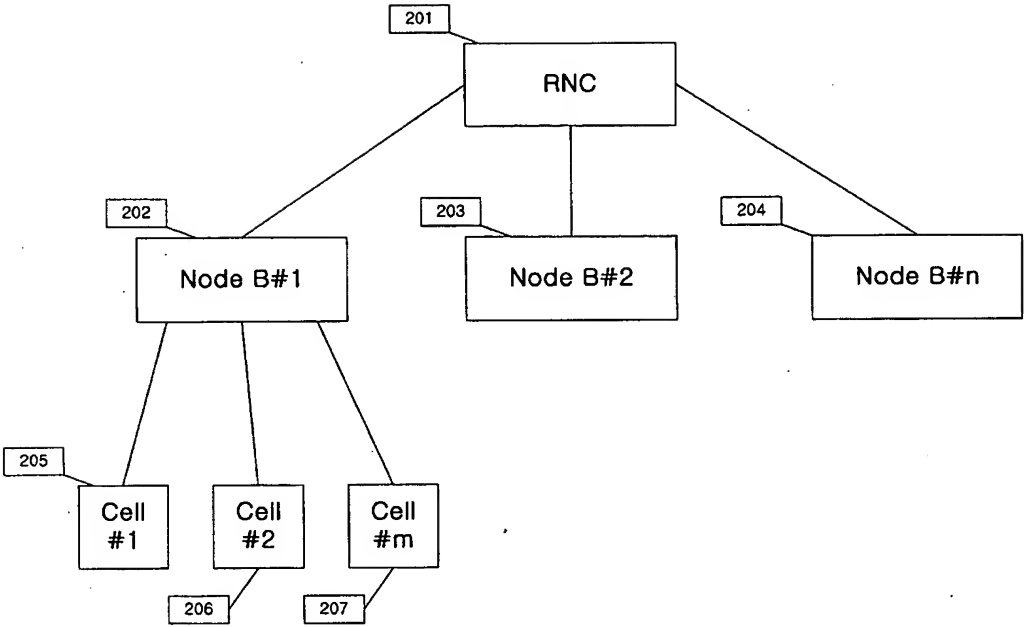 201
RNC
202
203
204
Node B#1
Node B#2
Node B#n
205
Cell
#1
Cell
#2
Cell
#m
206
207